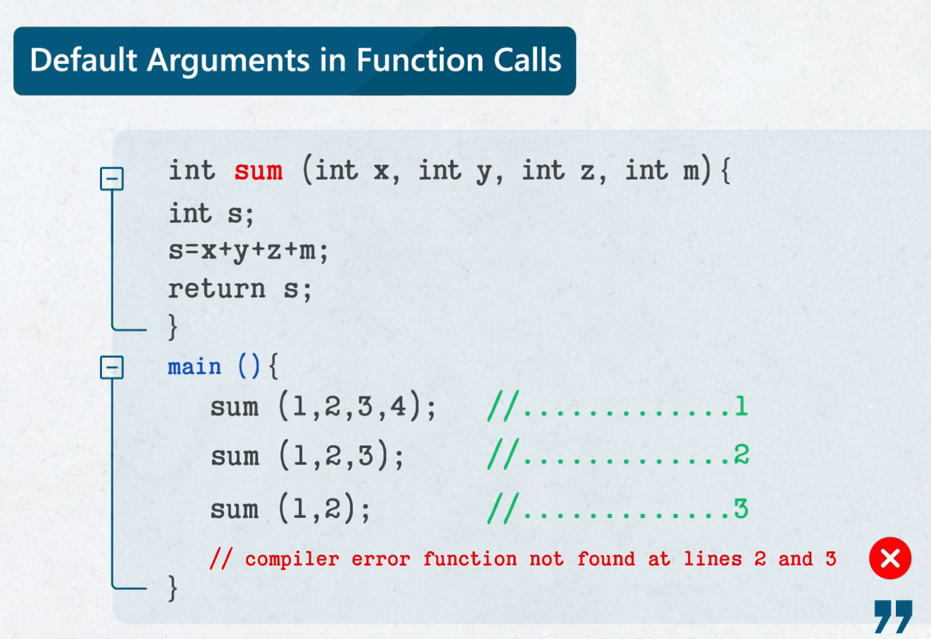 Default Arguments in Function Calls
int sum (int x, int y, int z, int m){
int s;
s=x+y+z+m;
return s;
}
main (){
sum (1,2,3,4); //.............1
sum (1,2,3); //.............2
sum (1,2); //.............3
// compiler error function not found at lines 2 and 3
}